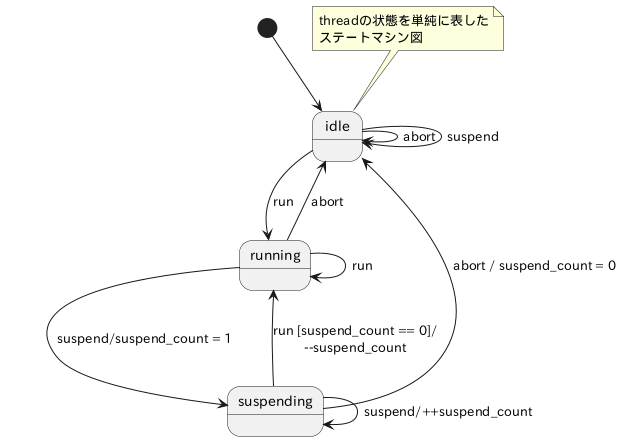 threadの状態を単純に表した
ステートマシン図
idle
abort
suspend
run
abort
running
run
abort / suspend_count = 0
suspend/suspend_count = 1
run [suspend_count == 0]/
--suspend_count
suspending
suspend/++suspend_count